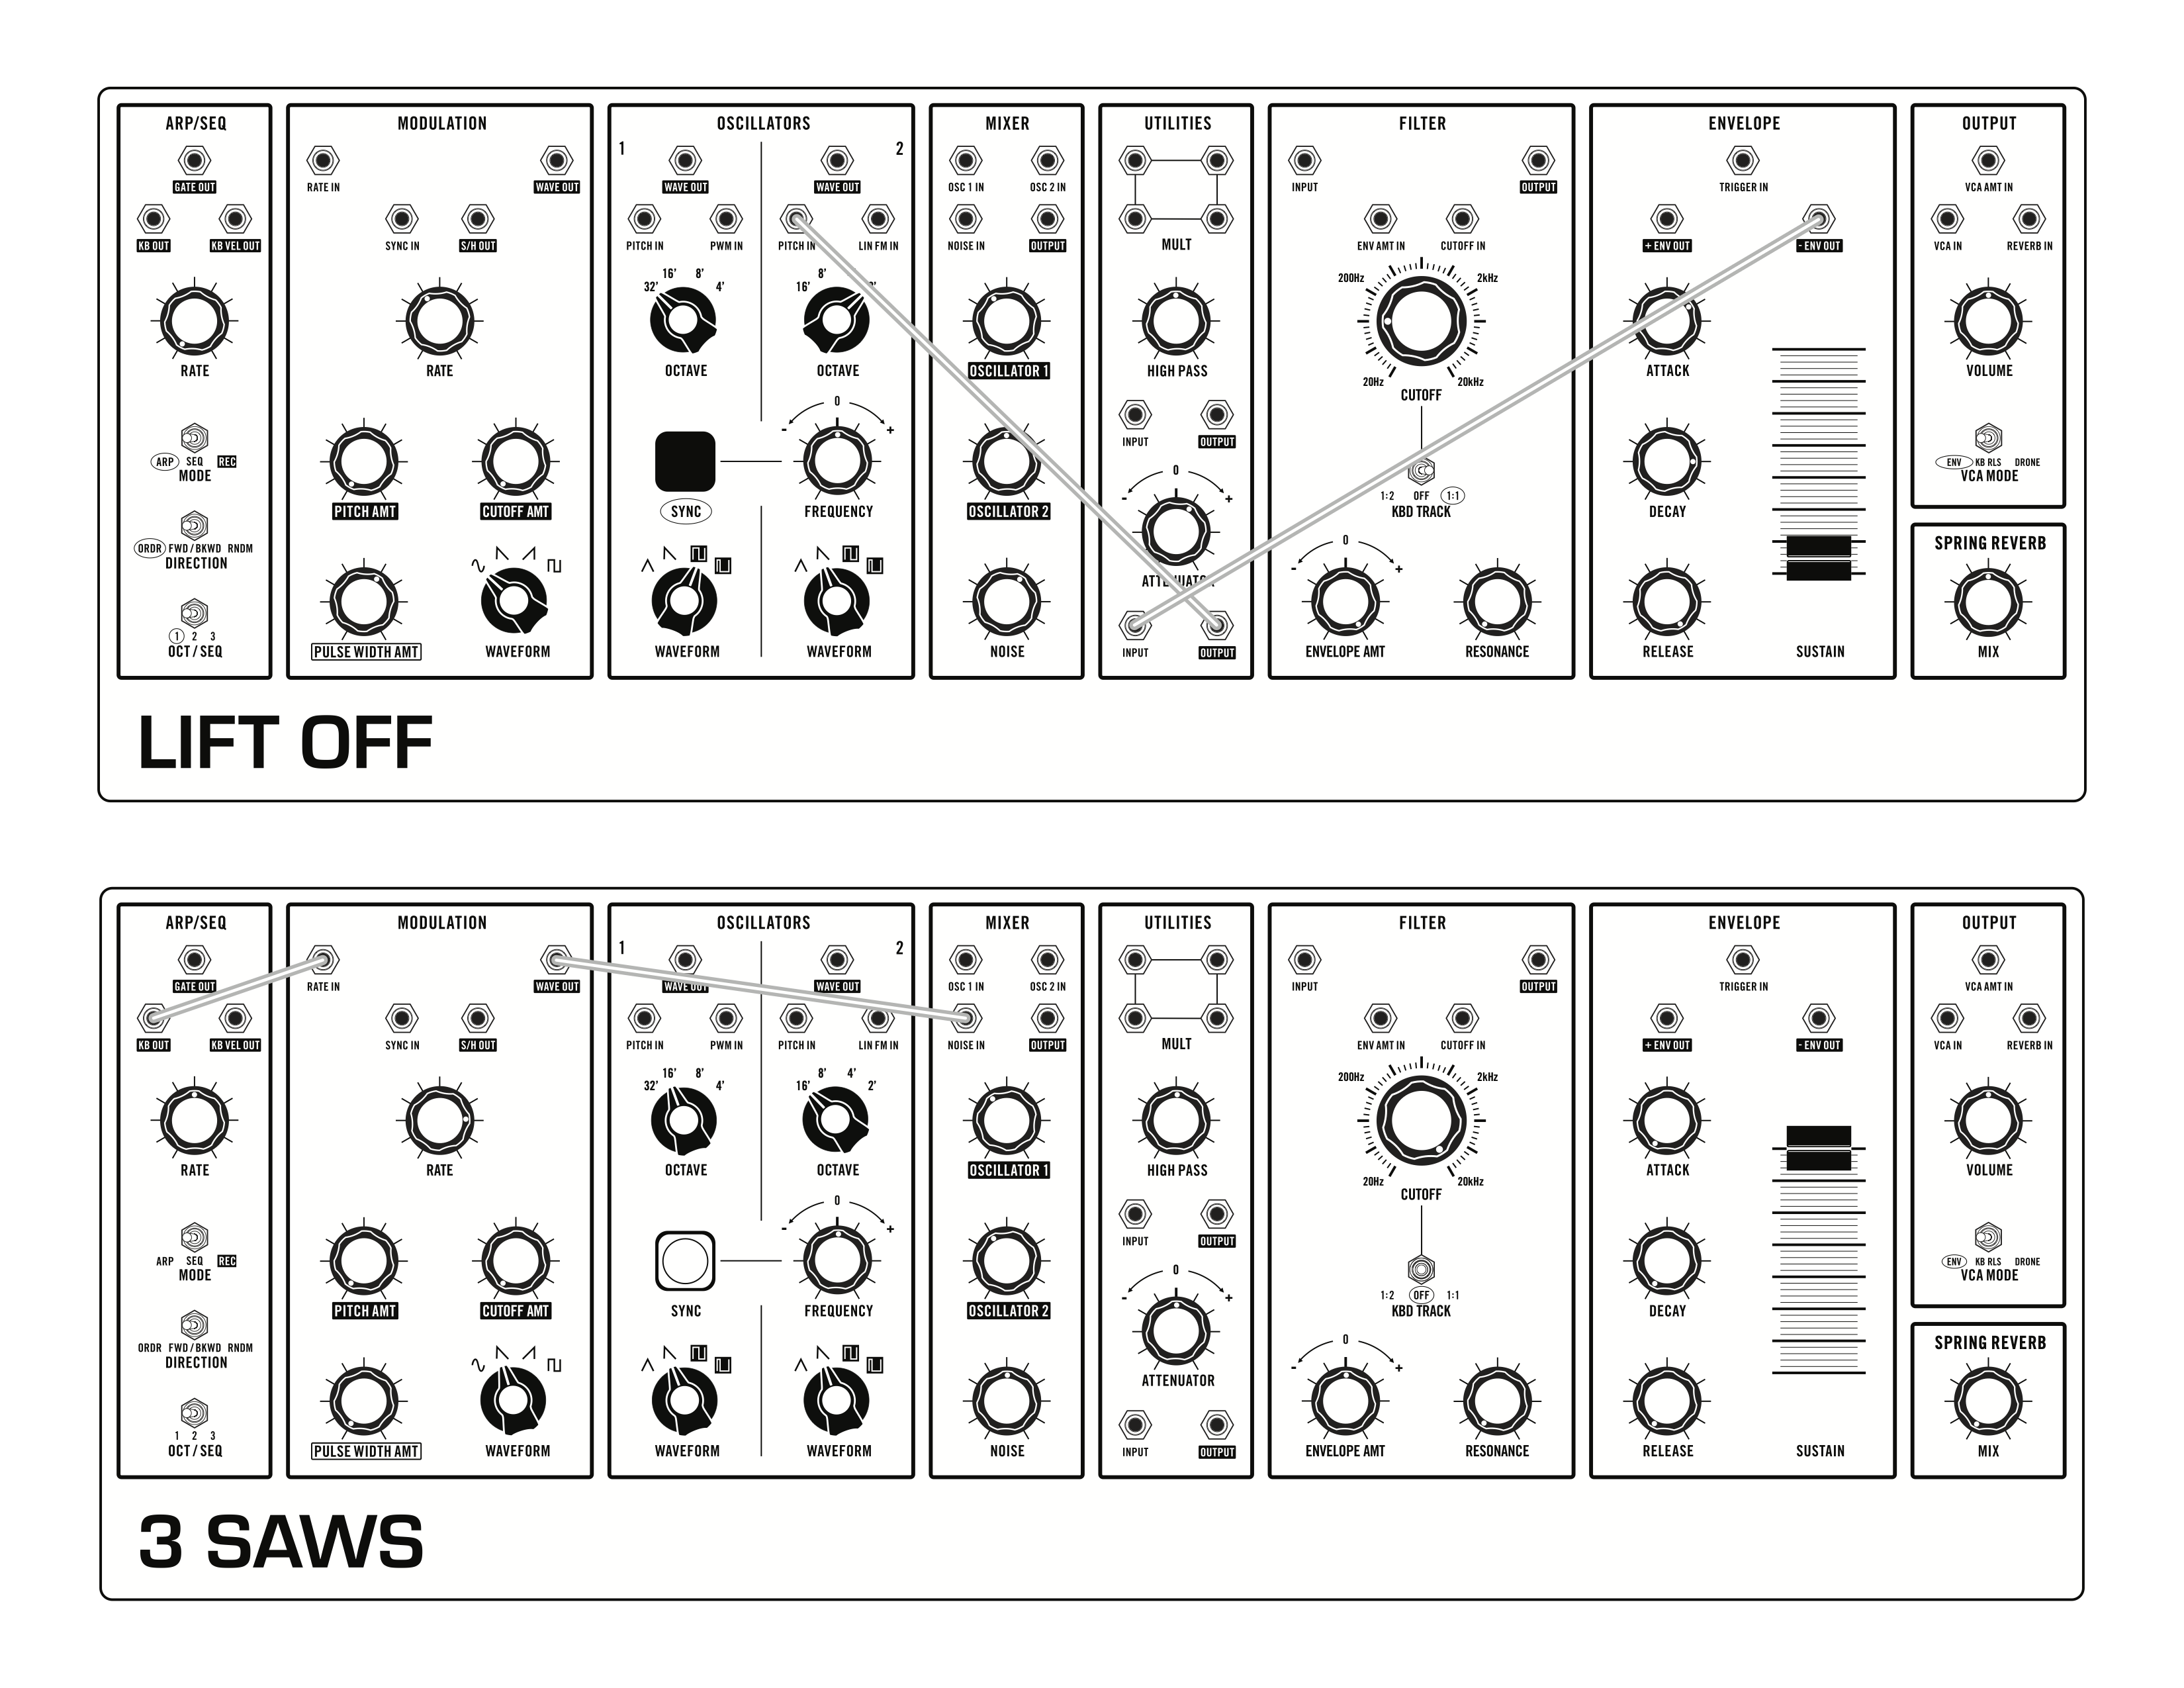 ARP/SEQ MODULATION OSCILLATORS MIXER UTILITIES FILTER ENVELOPE OUTPUT
1 2
GATE OUT RATE IN WAVE OUT WAVE OUT WAVE OUT OSC 1 IN OSC 2 IN INPUT OUTPUT TRIGGER IN VCA AMT IN
KB OUT KB VEL OUT SYNC IN S/H OUT PITCH IN PWM IN PITCH IN LIN FM IN NOISE IN OUTPUT MULT ENV AMT IN CUTOFF IN + ENV OUT - ENV OUT VCA IN REVERB IN
16' 8' 8'
32' 4' 16' 200Hz 2kHz
20Hz 20kHz
RATE RATE OCTAVE OCTAVE OSCILLATOR 1 HIGH PASS CUTOFF ATTACK VOLUME
0
- +
INPUT OUTPUT
ARP SEQ REC ENV KB RLS DRONE
MODE VCA MODE
0
- +
1:2 OFF 1:1
PITCH AMT CUTOFF AMT SYNC FREQUENCY OSCILLATOR 2 KBD TRACK DECAY
ORDR FWD/BKWD RNDM
DIRECTION
SPRING REVERB
0
- +
ATTENUATOR
1 2 3
OCT/SEQ PULSE WIDTH AMT WAVEFORM WAVEFORM WAVEFORM NOISE INPUT OUTPUT ENVELOPE AMT RESONANCE RELEASE SUSTAIN MIX
LIFT OFF
ARP/SEQ MODULATION OSCILLATORS MIXER UTILITIES FILTER ENVELOPE OUTPUT
1 2
GATE OUT RATE IN WAVE OUT WAVE OUT WAVE OUT OSC 1 IN OSC 2 IN INPUT OUTPUT TRIGGER IN VCA AMT IN
KB OUT KB VEL OUT SYNC IN S/H OUT PITCH IN PWM IN PITCH IN LIN FM IN NOISE IN OUTPUT MULT ENV AMT IN CUTOFF IN + ENV OUT - ENV OUT VCA IN REVERB IN
16' 8' 8' 4'
32' 4' 16' 2' 200Hz 2kHz
20Hz 20kHz
RATE RATE OCTAVE OCTAVE OSCILLATOR 1 HIGH PASS CUTOFF ATTACK VOLUME
0
- +
INPUT OUTPUT
ARP SEQ REC ENV KB RLS DRONE
MODE VCA MODE
0
- +
1:2 OFF 1:1
PITCH AMT CUTOFF AMT SYNC FREQUENCY OSCILLATOR 2 KBD TRACK DECAY
ORDR FWD/BKWD RNDM
DIRECTION
SPRING REVERB
0
- +
ATTENUATOR
1 2 3
OCT/SEQ PULSE WIDTH AMT WAVEFORM WAVEFORM WAVEFORM NOISE INPUT OUTPUT ENVELOPE AMT RESONANCE RELEASE SUSTAIN MIX
3 SAWS